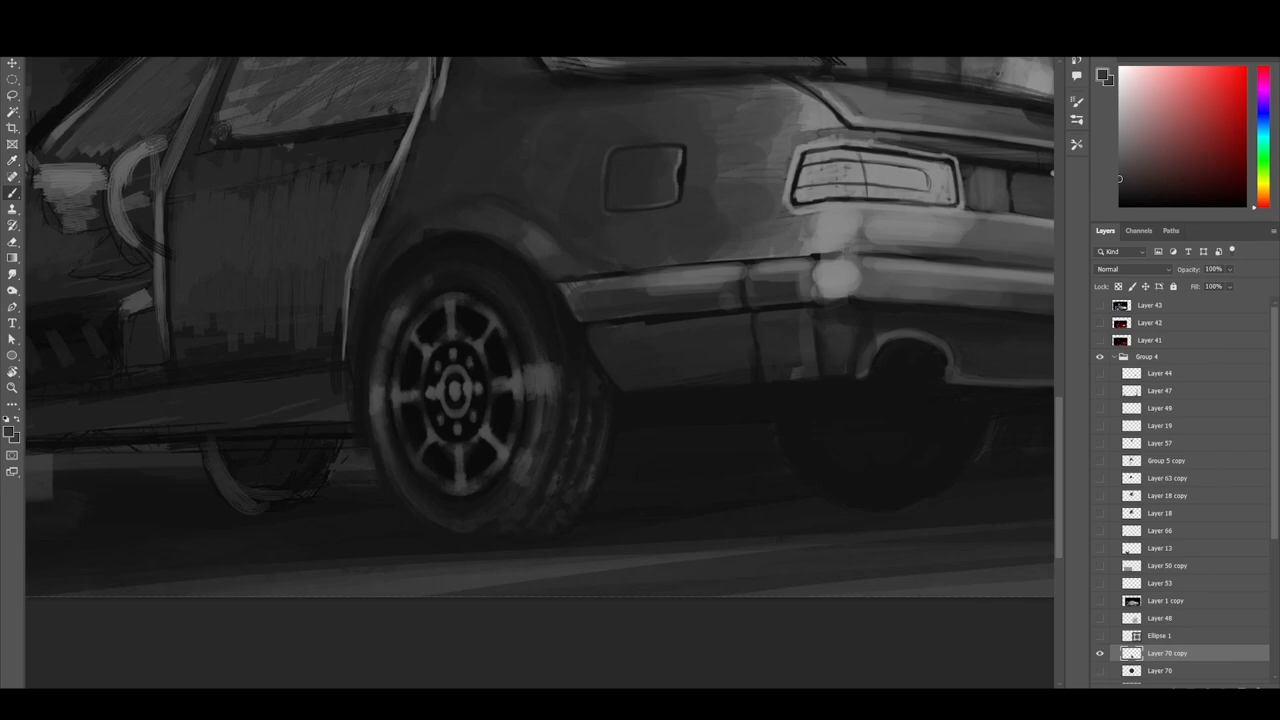 Layers Channels Paths
Kind
Normal Opacity: 100%
Lock: Fill: 100%
Layer 43
Layer 42
Layer 41
Group 4
Layer 44
Layer 47
Layer 49
Layer 19
Layer 57
Group 5 copy
Layer 63 copy
Layer 18 copy
Layer 18
Layer 66
Layer 13
Layer 50 copy
Layer 53
Layer 1 copy
Layer 48
Ellipse 1
Layer 70 copy
Layer 70